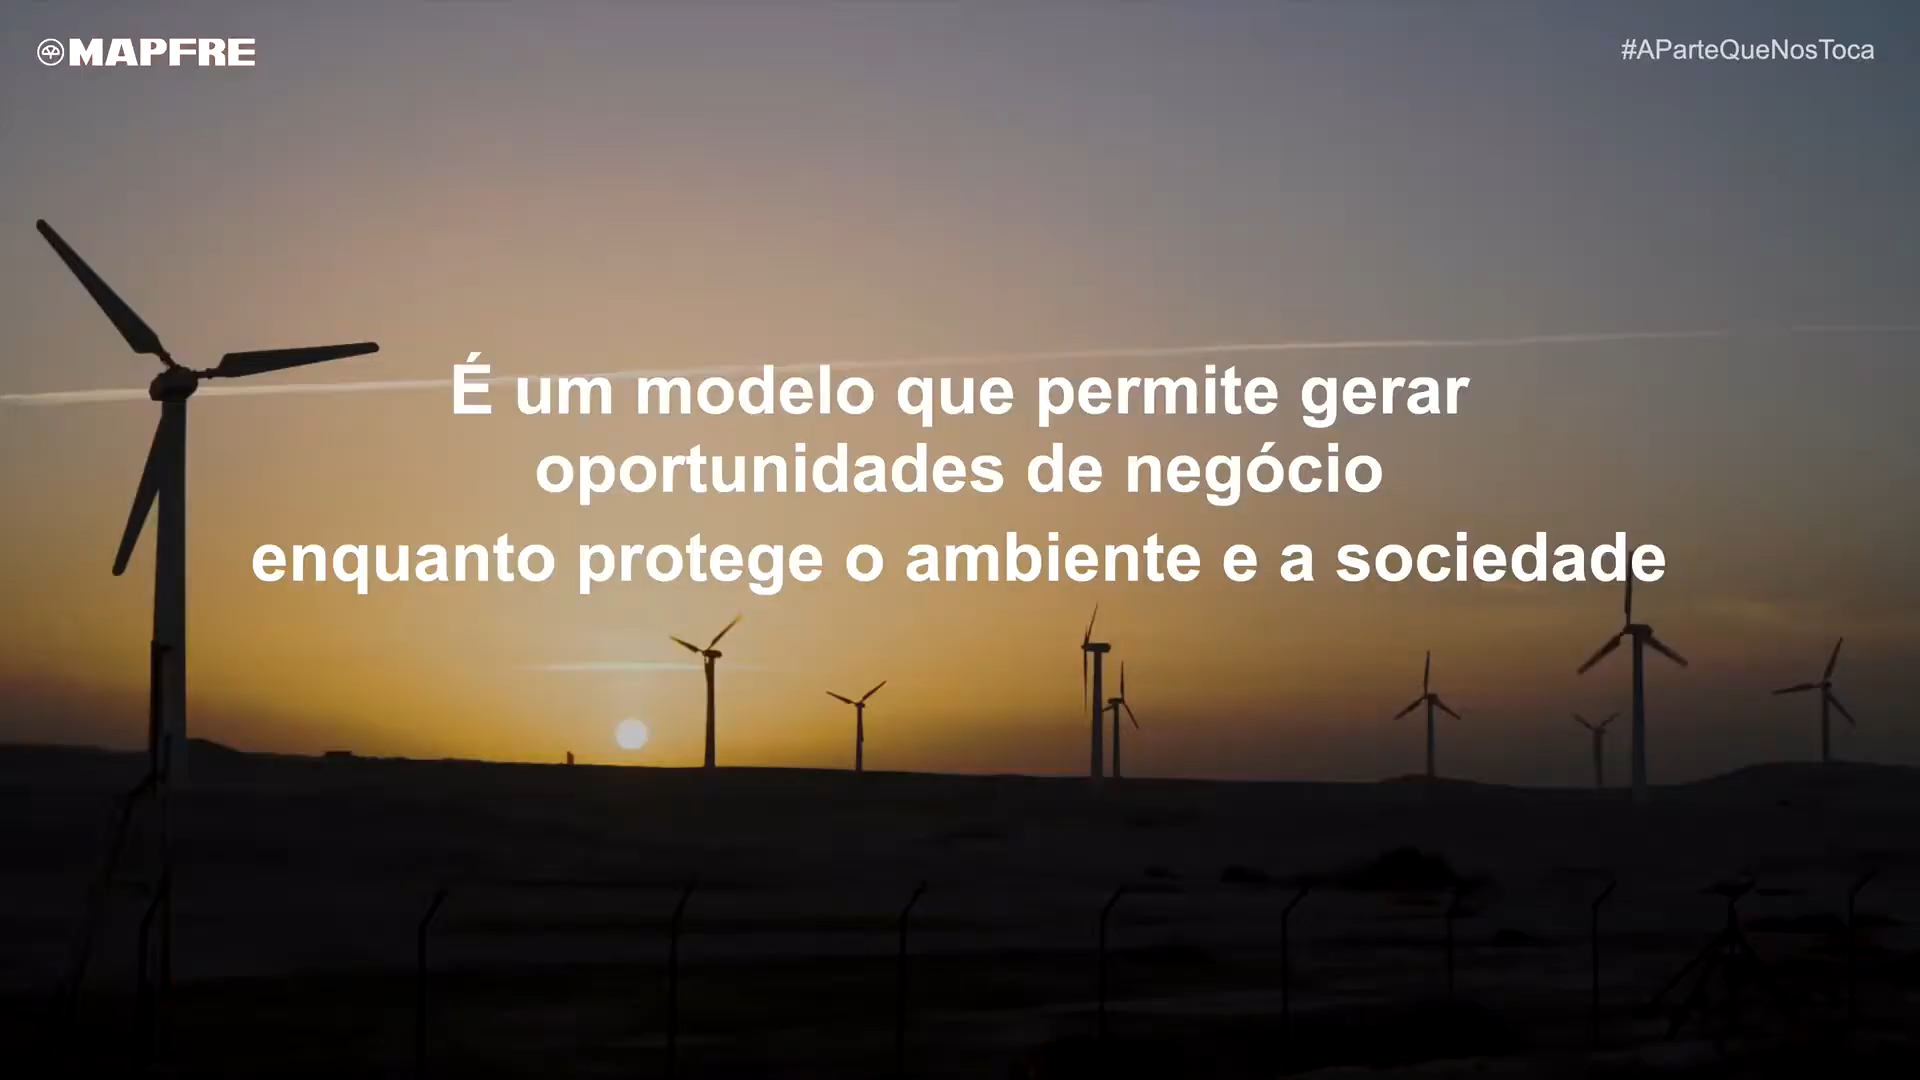 MAPFRE
#AParteQueNosToca
É um modelo que permite gerar
oportunidades de negócio
enquanto protege o ambiente e a sociedade